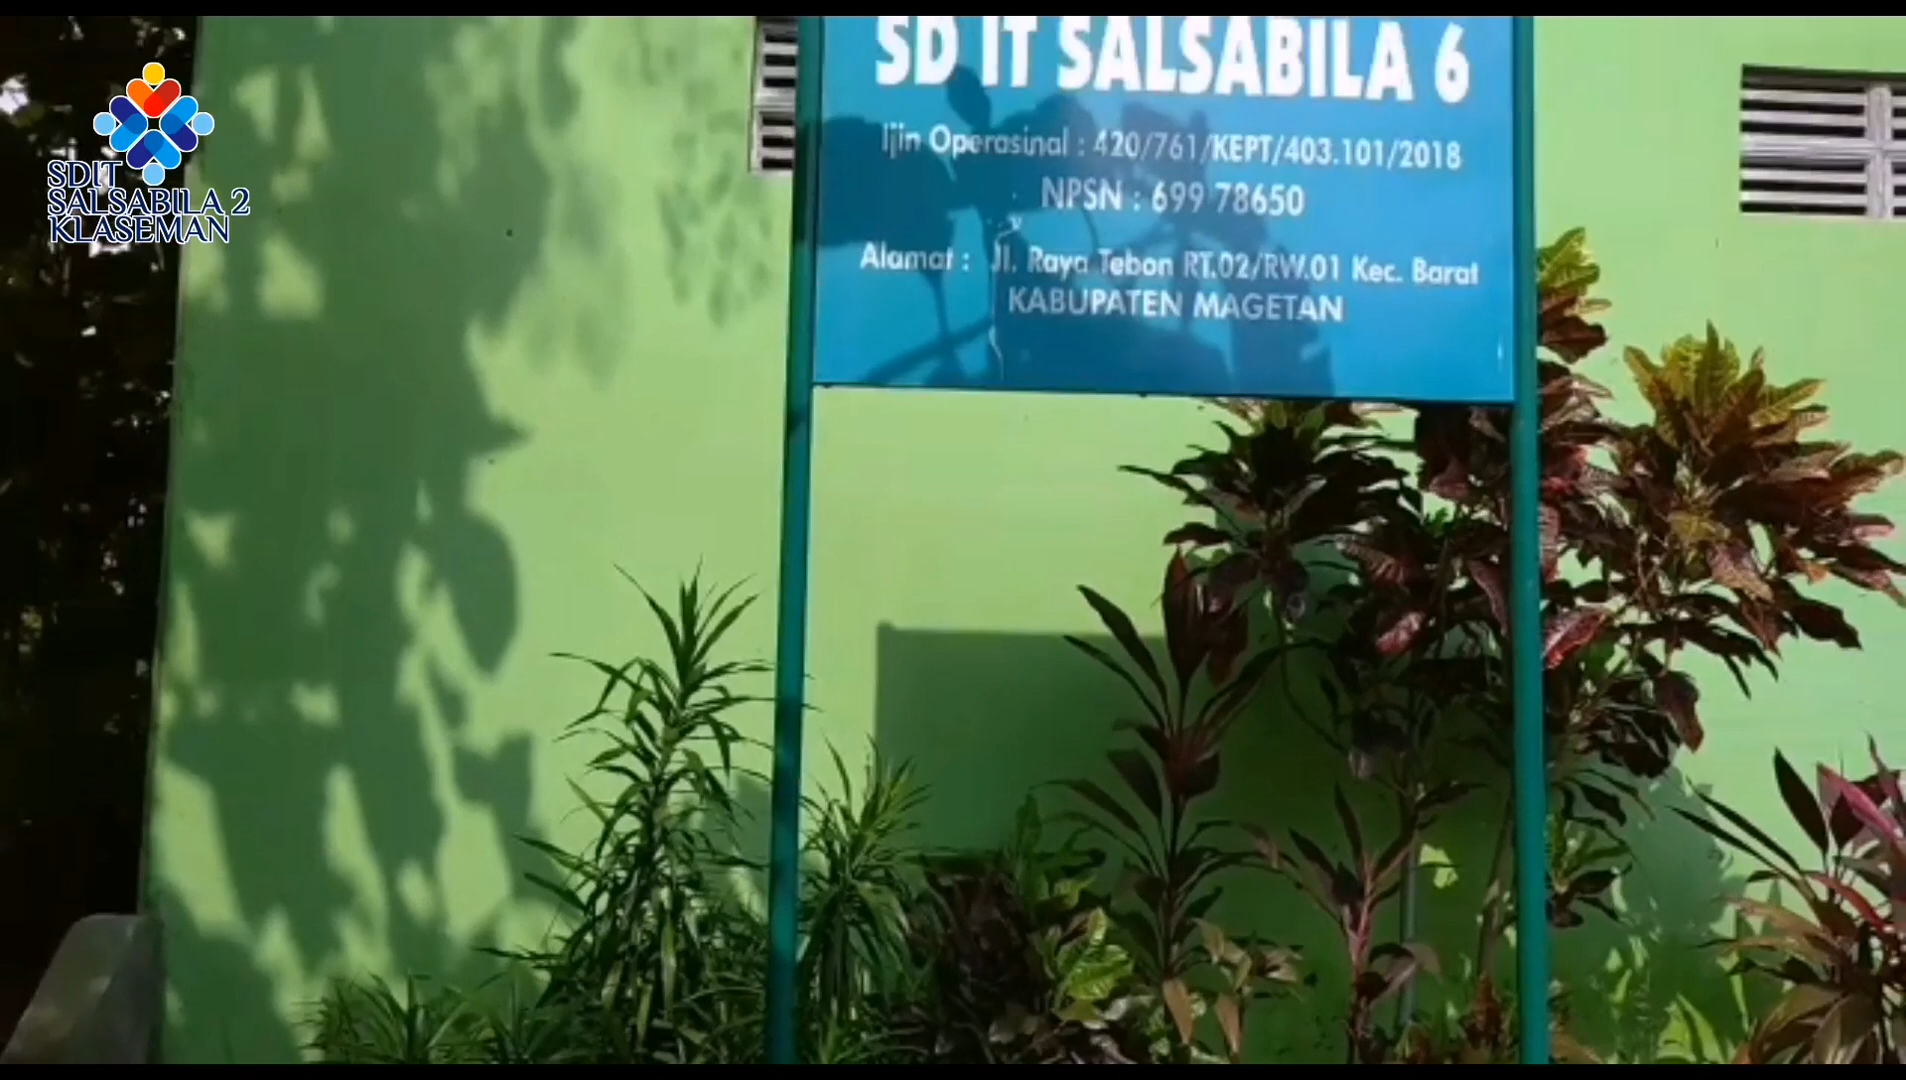 SDIT
SALSABILA 2
KLASEMAN
SD IT SALSABILA 6
Ijin Operasinal : 420/761/KEPT/403.101/2018
NPSN : 699 78650
Alamat : Jl. Raya Tebon RT.02/RW.01 Kec. Barat
KABUPATEN MAGETAN